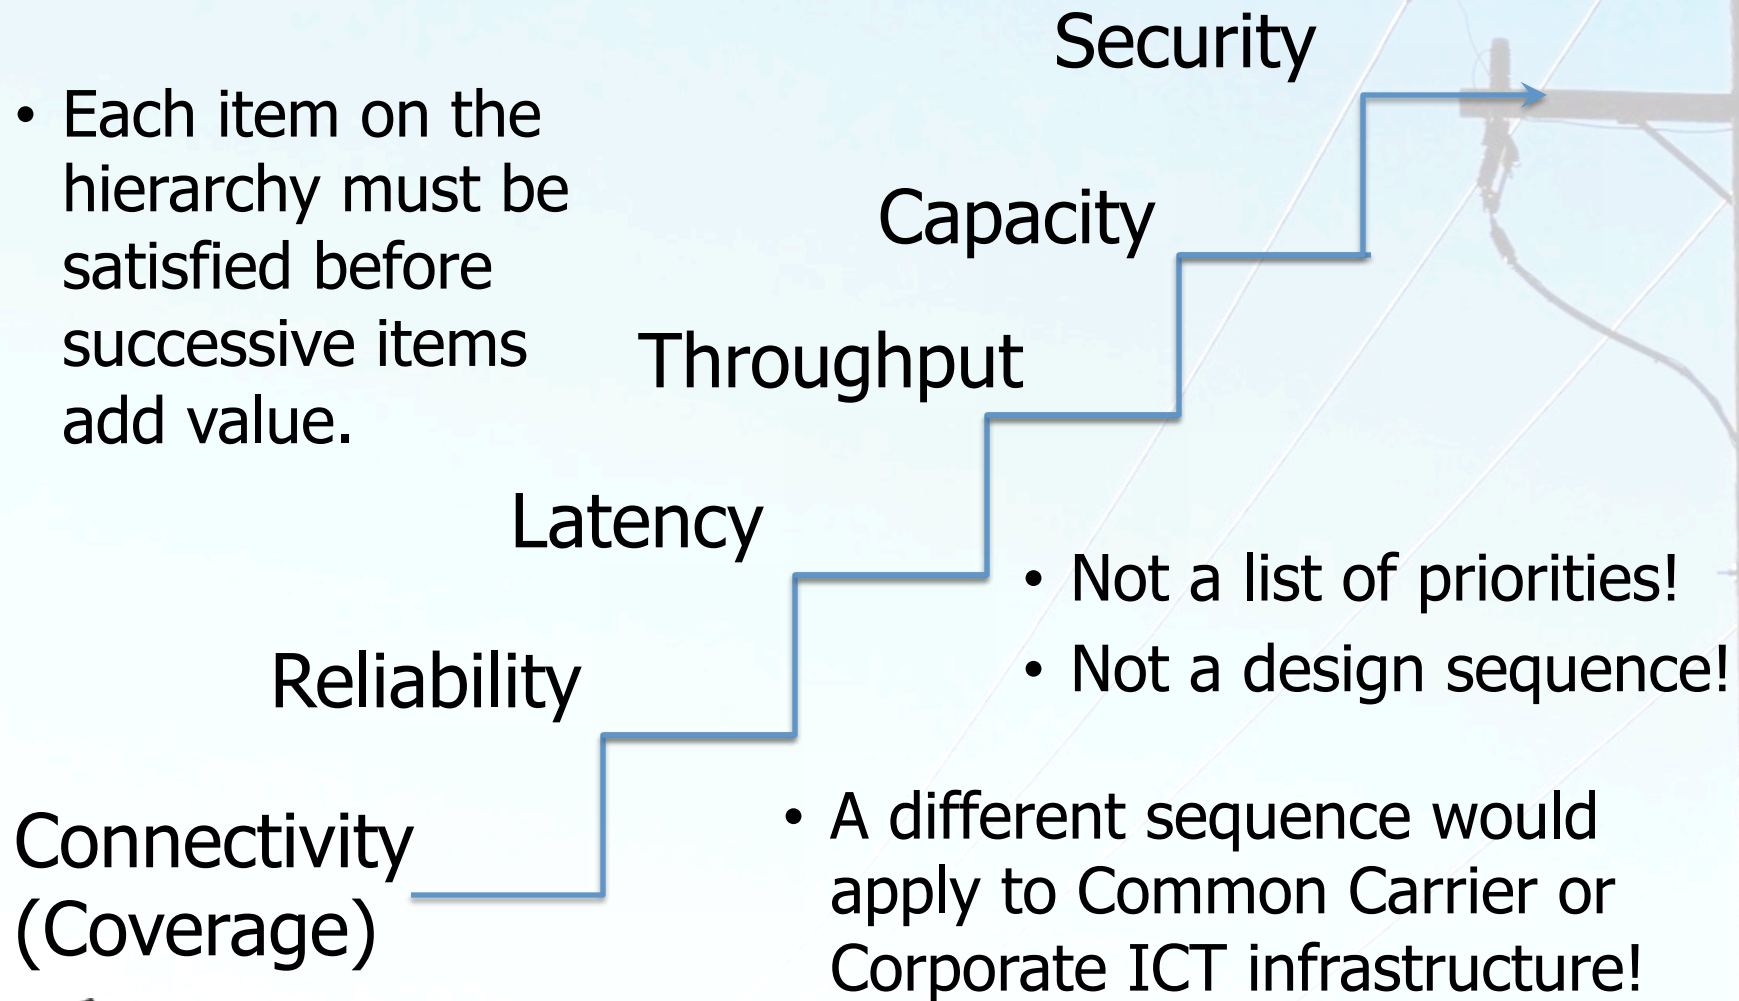 Security
• Each item on the
hierarchy must be
satisfied before
successive items
add value.
Capacity
Throughput
Latency
• Not a list of priorities!
• Not a design sequence!
Reliability
Connectivity
(Coverage)
• A different sequence would
apply to Common Carrier or
Corporate ICT infrastructure!